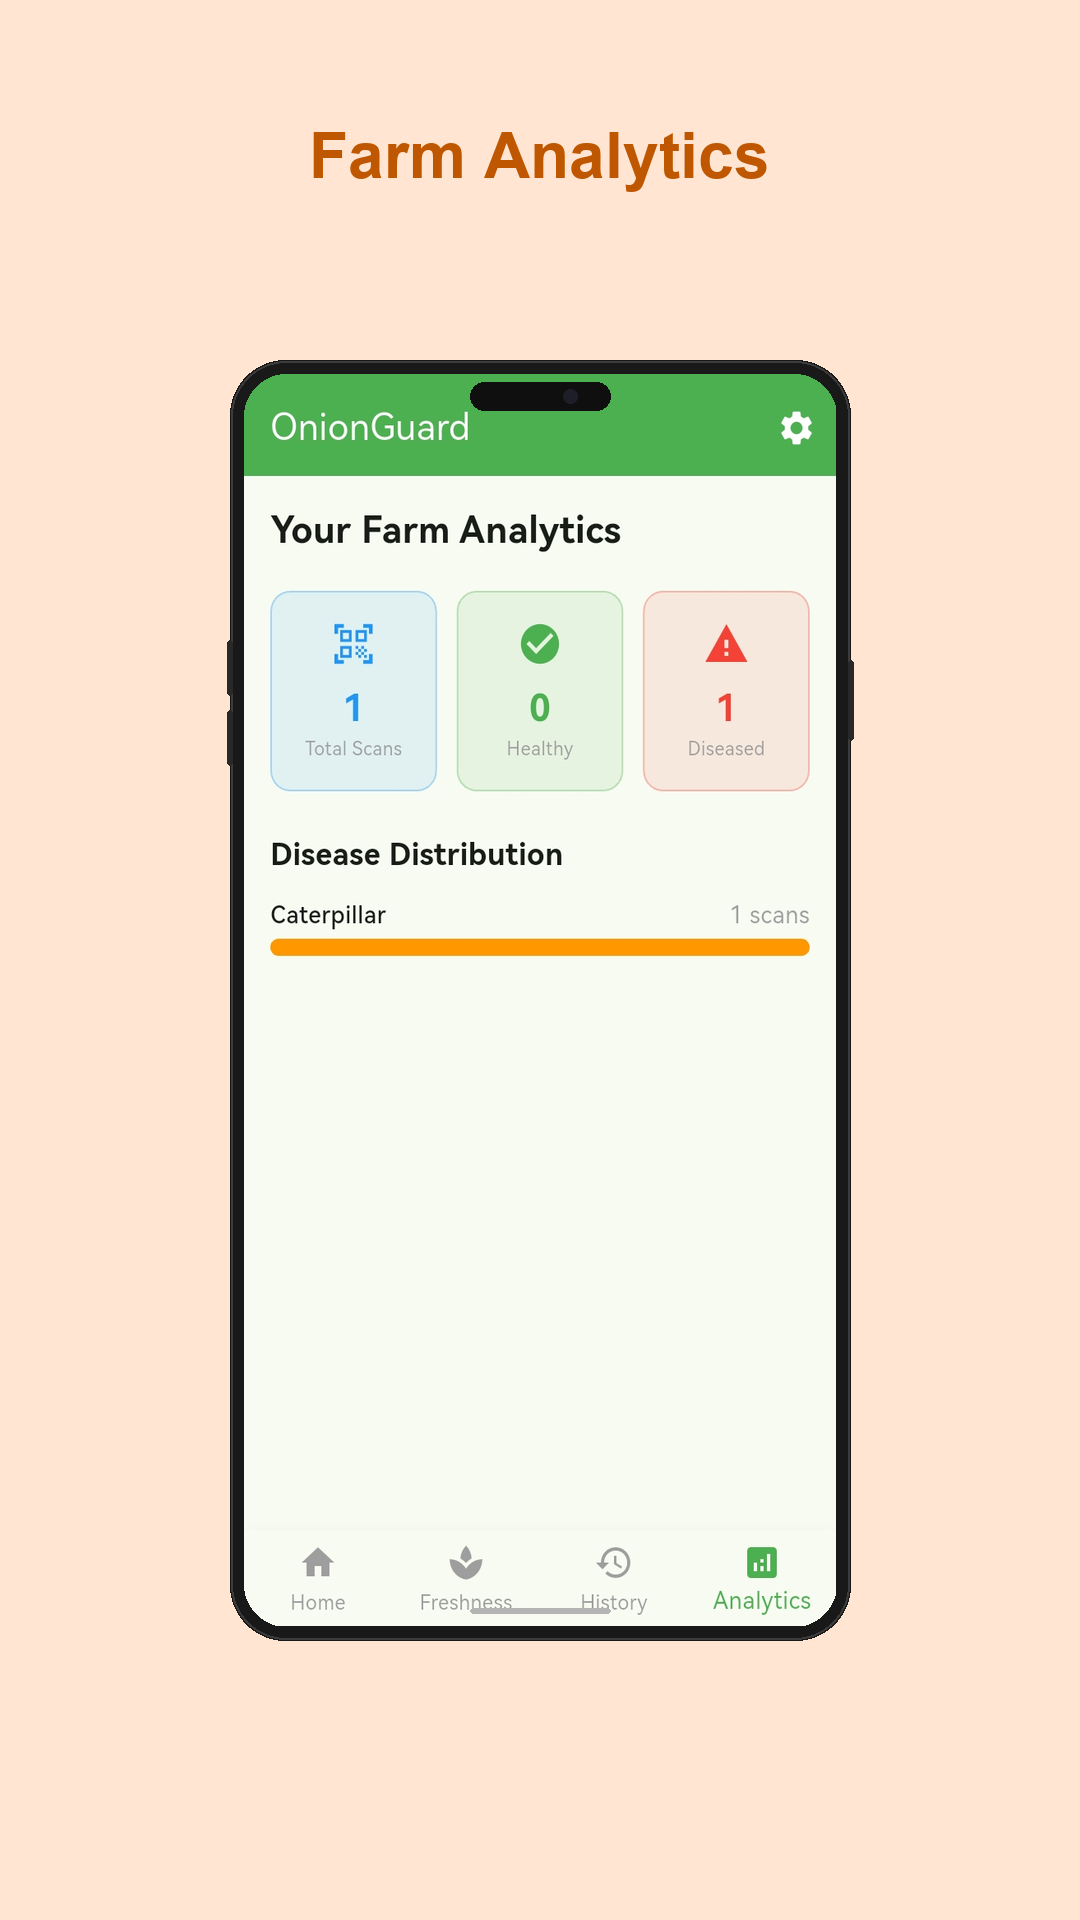 Farm Analytics
OnionGuard
Your Farm Analytics
1 0 1
Total Scans Healthy Diseased
Disease Distribution
Caterpillar 1 scans
Home Freshness History Analytics